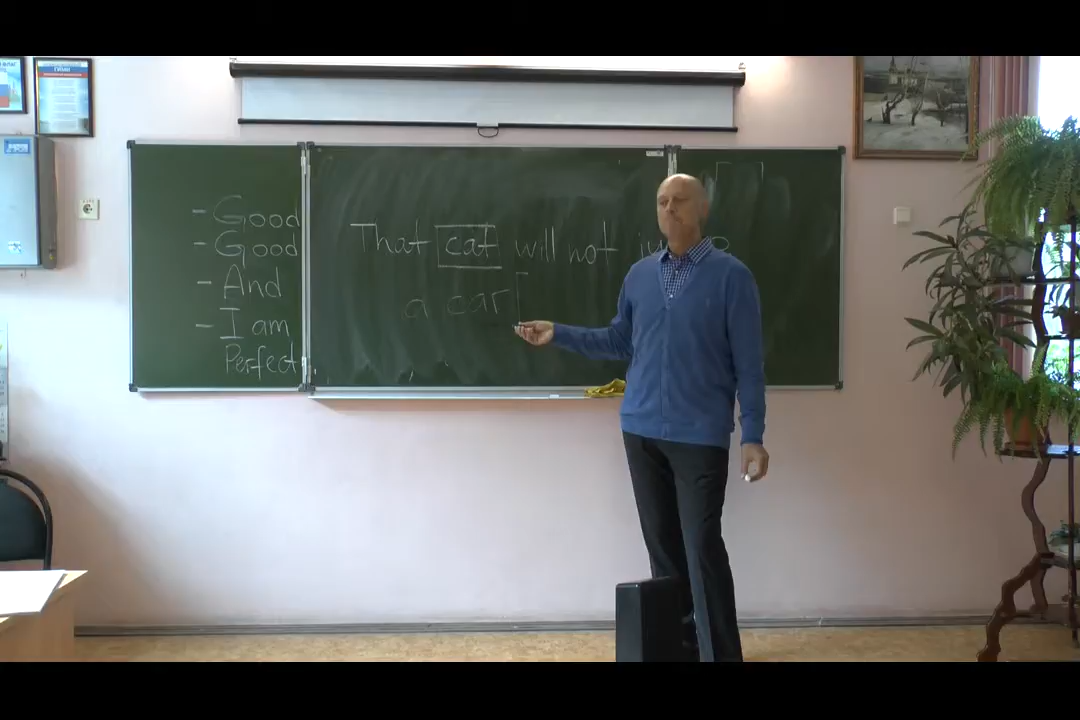 - Good
- Good
- And
- I am
Perfect
That cat will not
a car